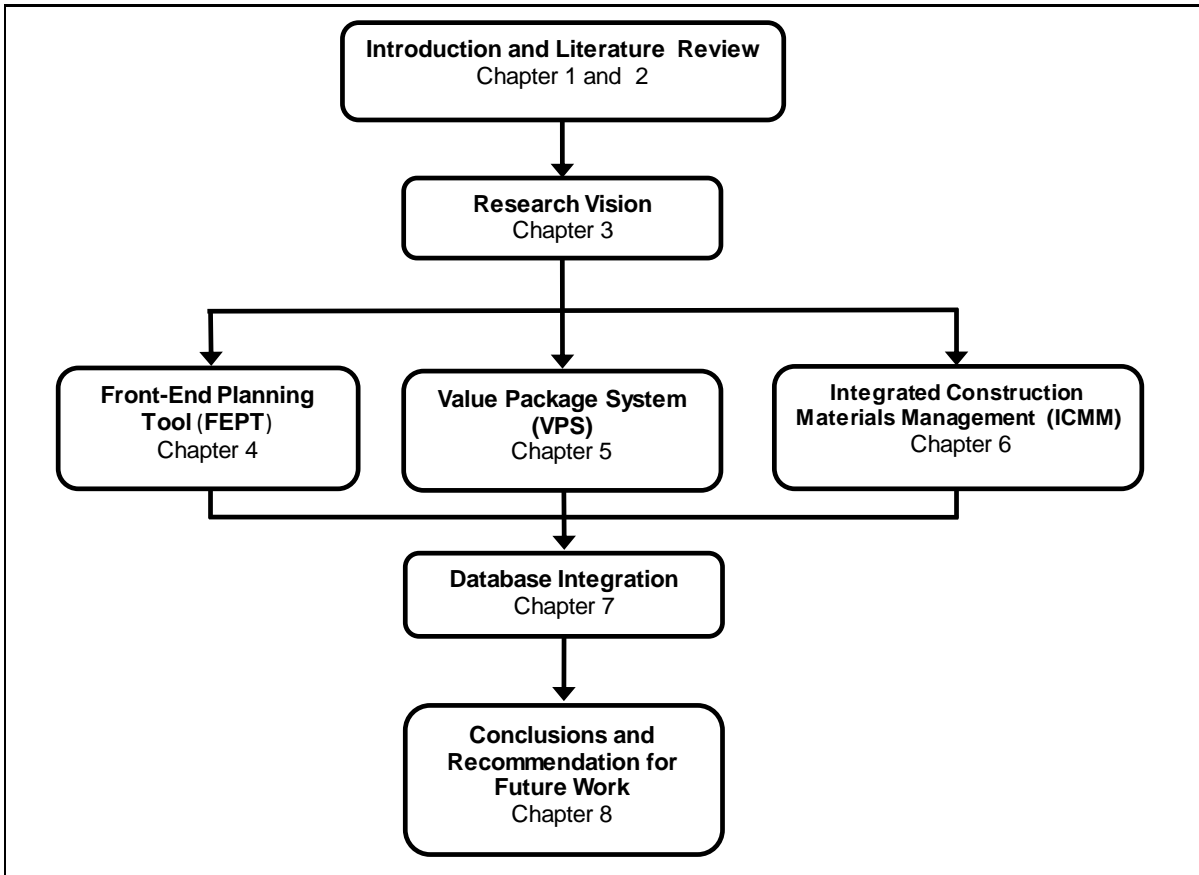 Introduction and Literature Review
Chapter 1 and 2
Research Vision
Chapter 3
Front-End Planning
Tool (FEPT)
Chapter 4
Value Package System
(VPS)
Chapter 5
Integrated Construction
Materials Management (ICMM)
Chapter 6
Database Integration
Chapter 7
Conclusions and
Recommendation for
Future Work
Chapter 8